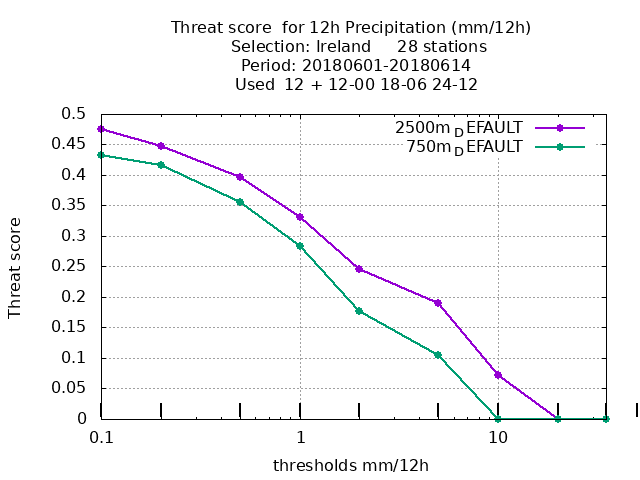 Threat score  for 12h Precipitation (mm/12h)
Selection: Ireland     28 stations
Period: 20180601-20180614
Used  12 + 12-00 18-06 24-12
2500m_DEFAULT
750m_DEFAULT
0.5
0.45
0.4
0.35
0.3
0.25
0.2
0.15
0.1
0.05
0
Threat score
0.1 1 10
thresholds mm/12h